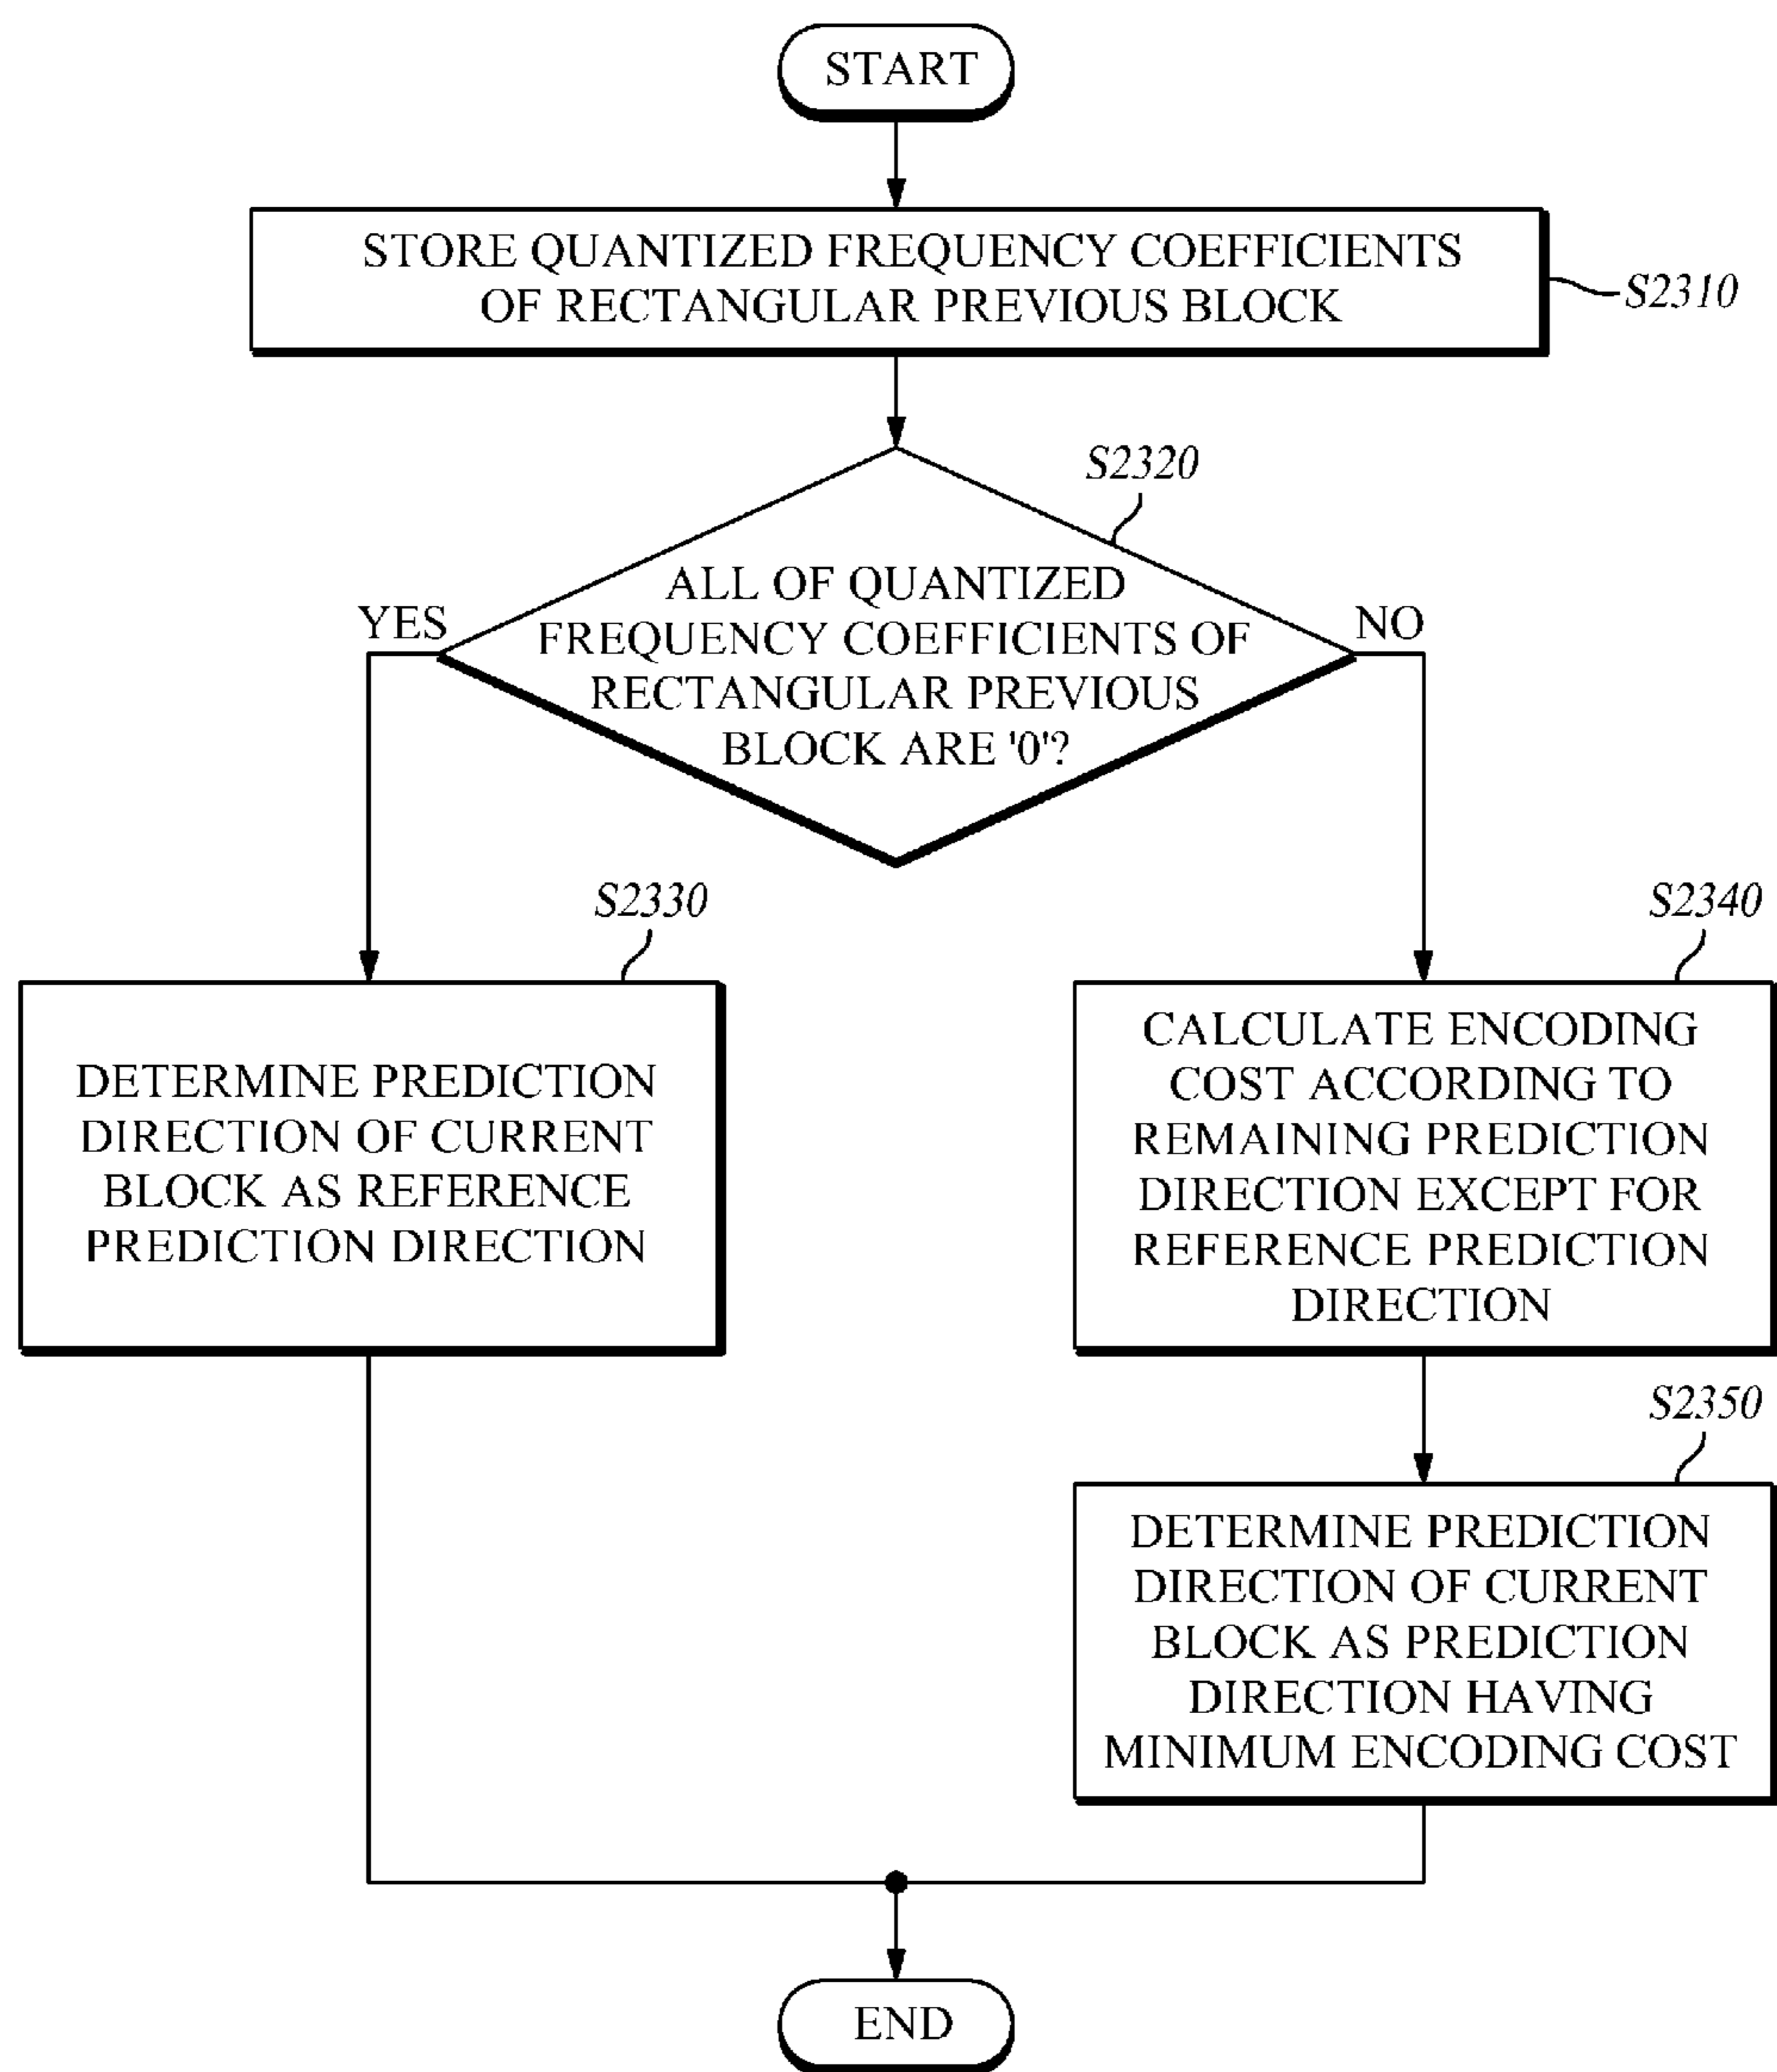 START
STORE QUANTIZED FREQUENCY COEFFICIENTS
OF RECTANGULAR PREVIOUS BLOCK
S2310
S2320
ALL OF QUANTIZED
FREQUENCY COEFFICIENTS OF
RECTANGULAR PREVIOUS
BLOCK ARE '0'?
YES
NO
S2330
DETERMINE PREDICTION
DIRECTION OF CURRENT
BLOCK AS REFERENCE
PREDICTION DIRECTION
S2340
CALCULATE ENCODING
COST ACCORDING TO
REMAINING PREDICTION
DIRECTION EXCEPT FOR
REFERENCE PREDICTION
DIRECTION
S2350
DETERMINE PREDICTION
DIRECTION OF CURRENT
BLOCK AS PREDICTION
DIRECTION HAVING
MINIMUM ENCODING COST
END